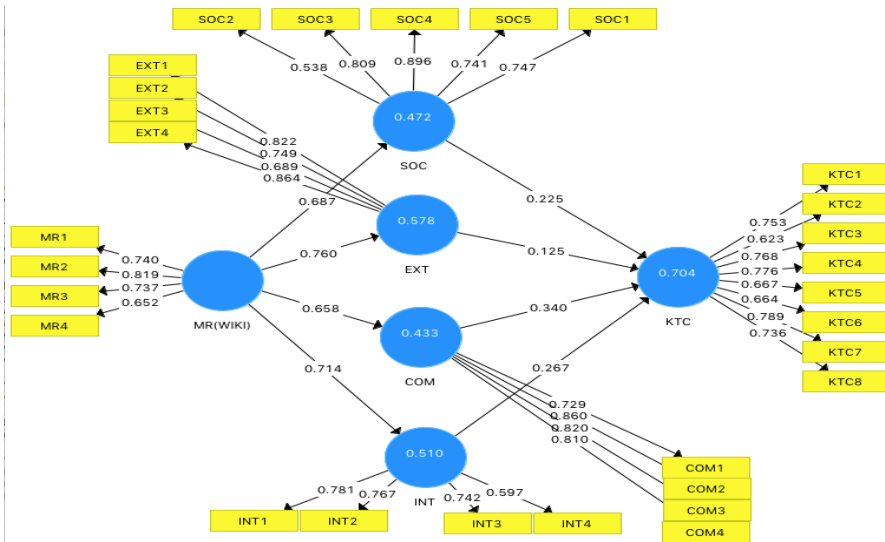 SOC2 SOC3 SOC4 SOC5 SOC1
0.538 0.809 0.896 0.741 0.747
EXT1
EXT2
EXT3
EXT4
0.822
0.749
0.689
0.864
0.472
SOC
0.687
0.225
0.578
EXT
0.760
0.125
MR1
MR2
MR3
MR4
0.740
0.819
0.737
0.652
MR(WIKI)
0.658
0.433
COM
0.340
0.714
0.267
0.704
KTC
0.753
0.623
0.768
0.776
0.667
0.664
0.789
0.736
KTC1
KTC2
KTC3
KTC4
KTC5
KTC6
KTC7
KTC8
0.729
0.860
0.820
0.810
COM1
COM2
COM3
COM4
0.510
INT
0.781 0.767 0.742 0.597
INT1 INT2 INT3 INT4